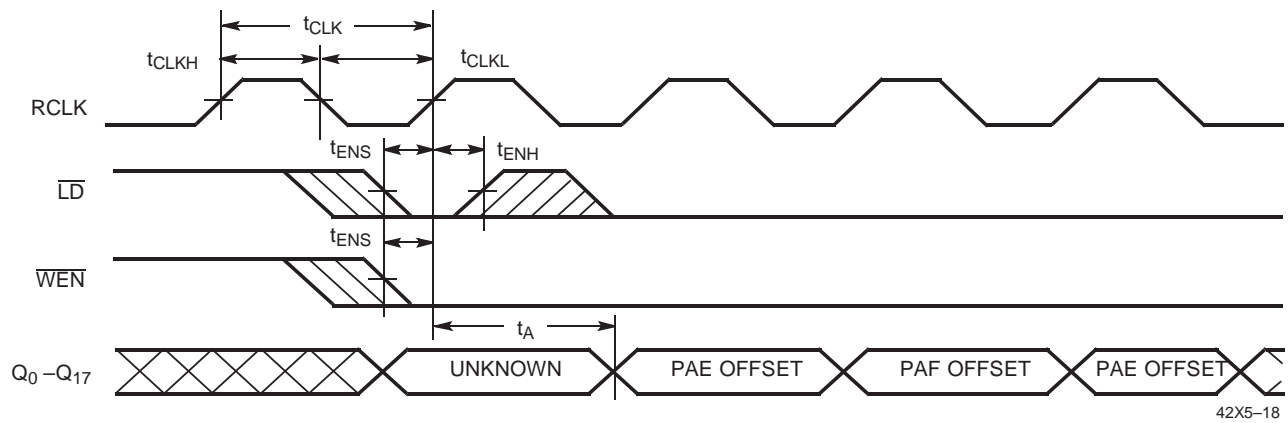 tCLK
tCLKH
tCLKL
RCLK
tENS
tENH
LD
tENS
WEN
tA
Q0 –Q17
UNKNOWN
PAE OFFSET
PAF OFFSET
PAE OFFSET
42X5–18